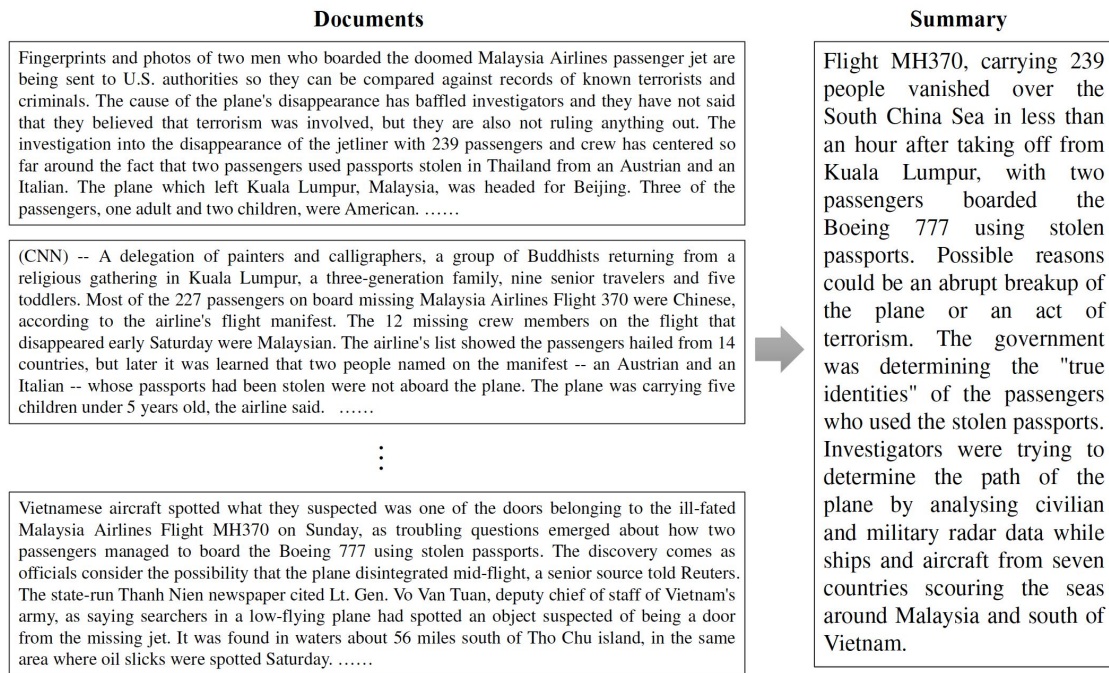 Documents
Fingerprints and photos of two men who boarded the doomed Malaysia Airlines passenger jet are
being sent to U.S. authorities so they can be compared against records of known terrorists and
criminals. The cause of the plane's disappearance has baffled investigators and they have not said
that they believed that terrorism was involved, but they are also not ruling anything out. The
investigation into the disappearance of the jetliner with 239 passengers and crew has centered so
far around the fact that two passengers used passports stolen in Thailand from an Austrian and an
Italian. The plane which left Kuala Lumpur, Malaysia, was headed for Beijing. Three of the
passengers, one adult and two children, were American. ……
(CNN) -- A delegation of painters and calligraphers, a group of Buddhists returning from a
religious gathering in Kuala Lumpur, a three-generation family, nine senior travelers and five
toddlers. Most of the 227 passengers on board missing Malaysia Airlines Flight 370 were Chinese,
according to the airline's flight manifest. The 12 missing crew members on the flight that
disappeared early Saturday were Malaysian. The airline's list showed the passengers hailed from 14
countries, but later it was learned that two people named on the manifest -- an Austrian and an
Italian -- whose passports had been stolen were not aboard the plane. The plane was carrying five
children under 5 years old, the airline said. ……
Vietnamese aircraft spotted what they suspected was one of the doors belonging to the ill-fated
Malaysia Airlines Flight MH370 on Sunday, as troubling questions emerged about how two
passengers managed to board the Boeing 777 using stolen passports. The discovery comes as
officials consider the possibility that the plane disintegrated mid-flight, a senior source told Reuters.
The state-run Thanh Nien newspaper cited Lt. Gen. Vo Van Tuan, deputy chief of staff of Vietnam's
army, as saying searchers in a low-flying plane had spotted an object suspected of being a door
from the missing jet. It was found in waters about 56 miles south of Tho Chu island, in the same
area where oil slicks were spotted Saturday. ……
Summary
Flight MH370, carrying 239
people vanished over the
South China Sea in less than
an hour after taking off from
Kuala Lumpur, with two
passengers boarded the
Boeing 777 using stolen
passports. Possible reasons
could be an abrupt breakup of
the plane or an act of
terrorism. The government
was determining the "true
identities" of the passengers
who used the stolen passports.
Investigators were trying to
determine the path of the
plane by analysing civilian
and military radar data while
ships and aircraft from seven
countries scouring the seas
around Malaysia and south of
Vietnam.